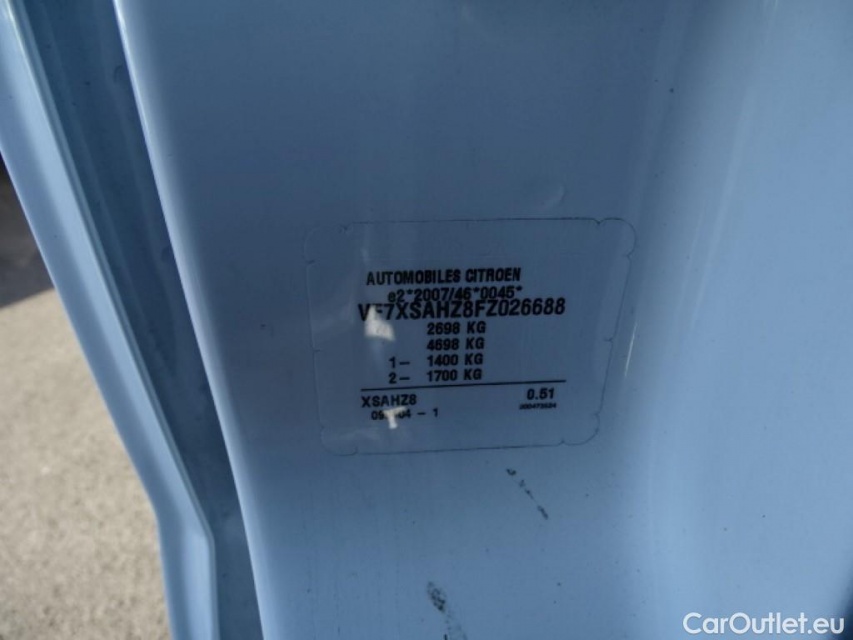 AUTOMOBILES CITROEN
e2*2007/46*0045*
VF7XSAHZ8FZ026688
2698 KG
4698 KG
1- 1400 KG
2- 1700 KG
XSAHZ8 0.51
- 1
CarOutlet.eu